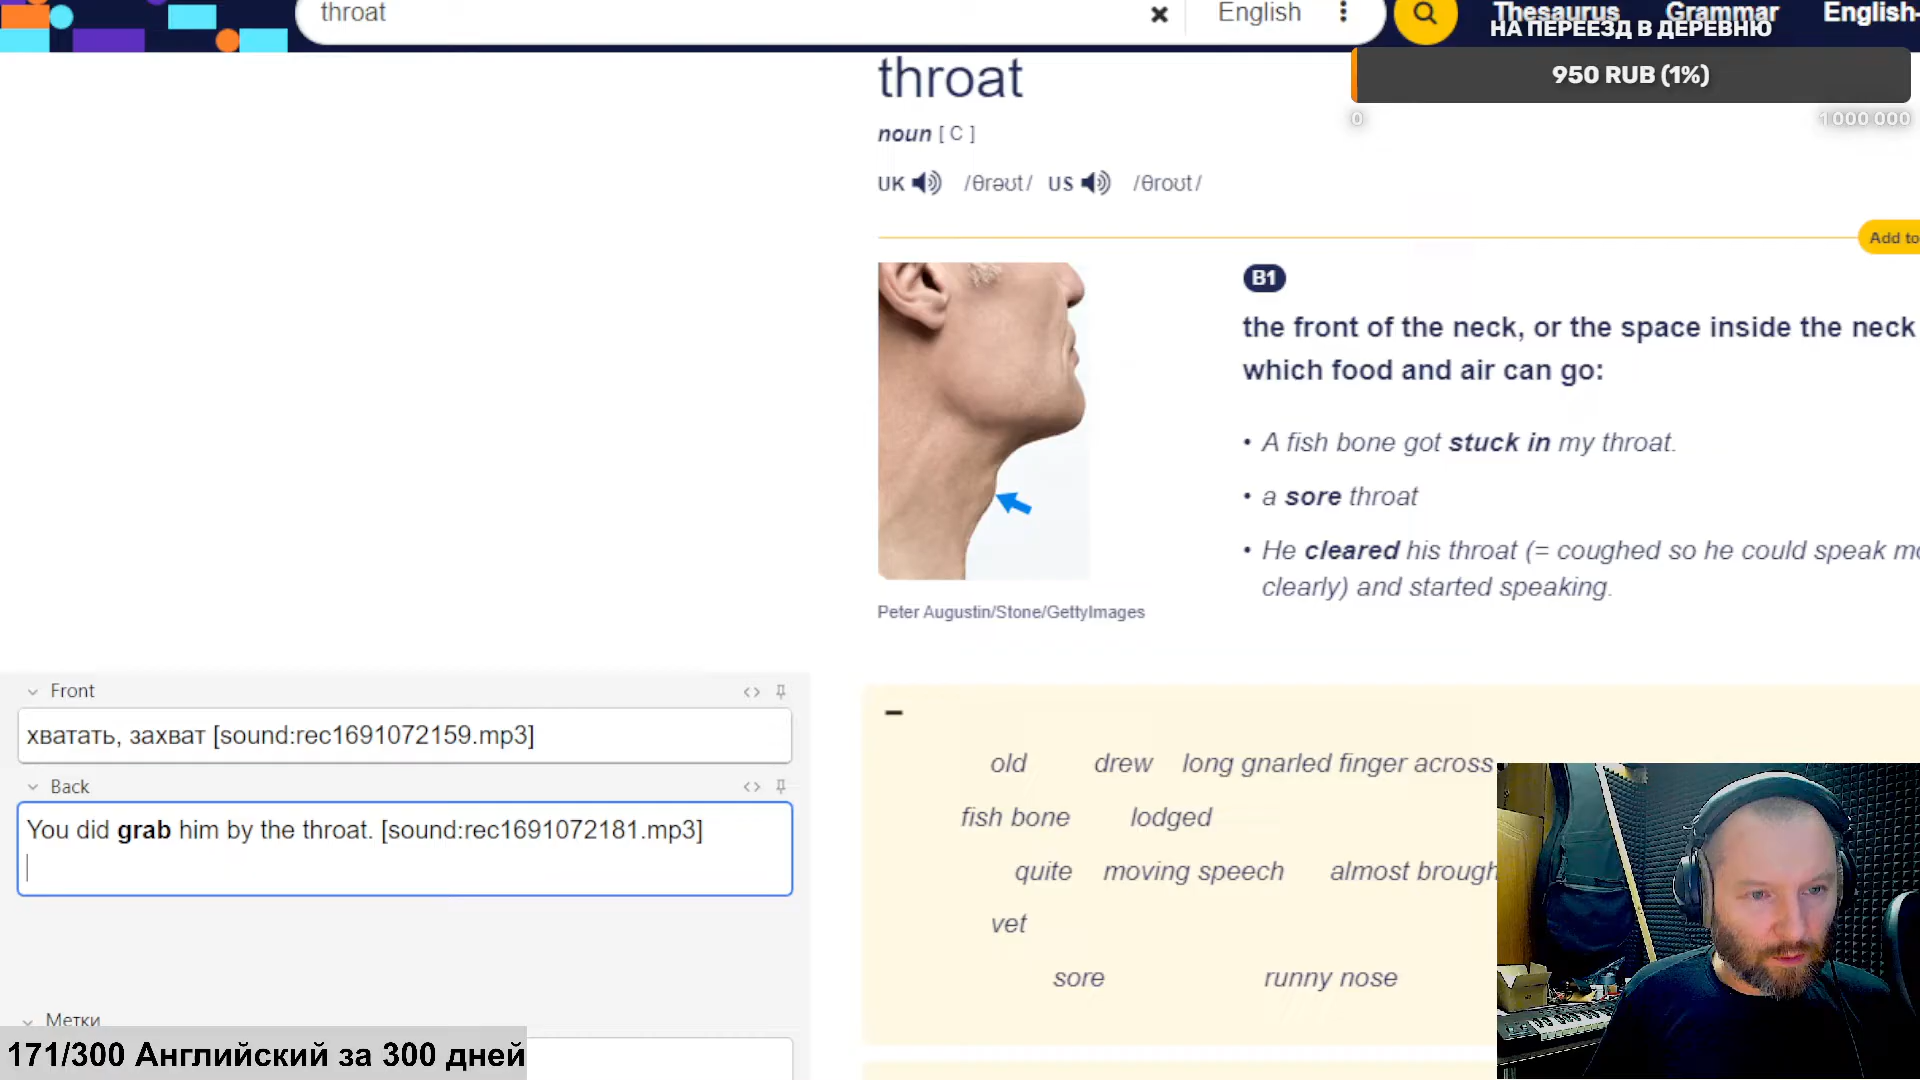 throat
English
Thesaurus
Grammar
English-
НА ПЕРЕЕЗД В ДЕРЕВНЮ
950 RUB (1%)
0
1 000 000
throat
noun [ C ]
UK /θrəʊt/ US /θroʊt/
Add to
B1
the front of the neck, or the space inside the neck
which food and air can go:
• A fish bone got stuck in my throat.
• a sore throat
• He cleared his throat (= coughed so he could speak mo
clearly) and started speaking.
Peter Augustin/Stone/GettyImages
Front
хватать, захват [sound:rec1691072159.mp3]
Back
You did grab him by the throat. [sound:rec1691072181.mp3]
old drew long gnarled finger across
fish bone lodged
quite moving speech almost brough
vet
sore runny nose
Метки
171/300 Английский за 300 дней